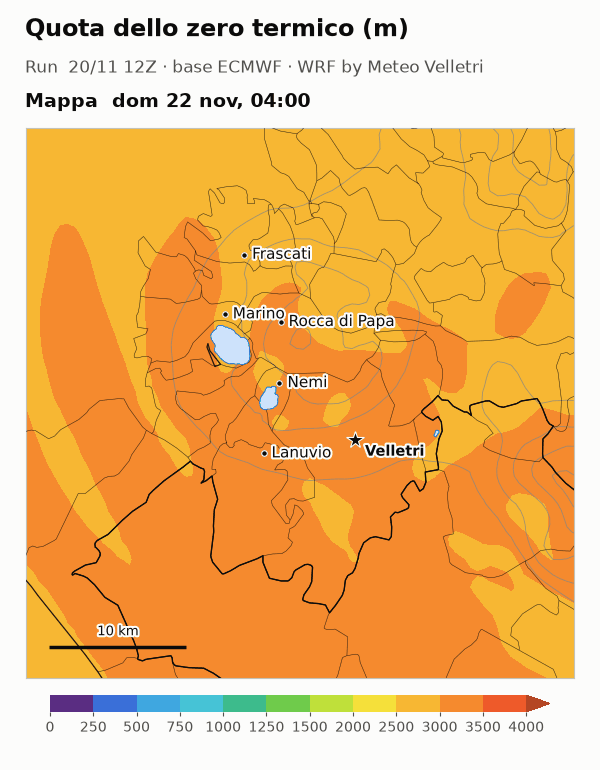 Quota dello zero termico (m)
Run  20/11 12Z · base ECMWF · WRF by Meteo Velletri
Mappa  dom 22 nov, 04:00
Frascati
Marino
Rocca di Papa
Nemi
Velletri
Lanuvio
10 km
0 250 500 750 1000 1250 1500 2000 2500 3000 3500 4000